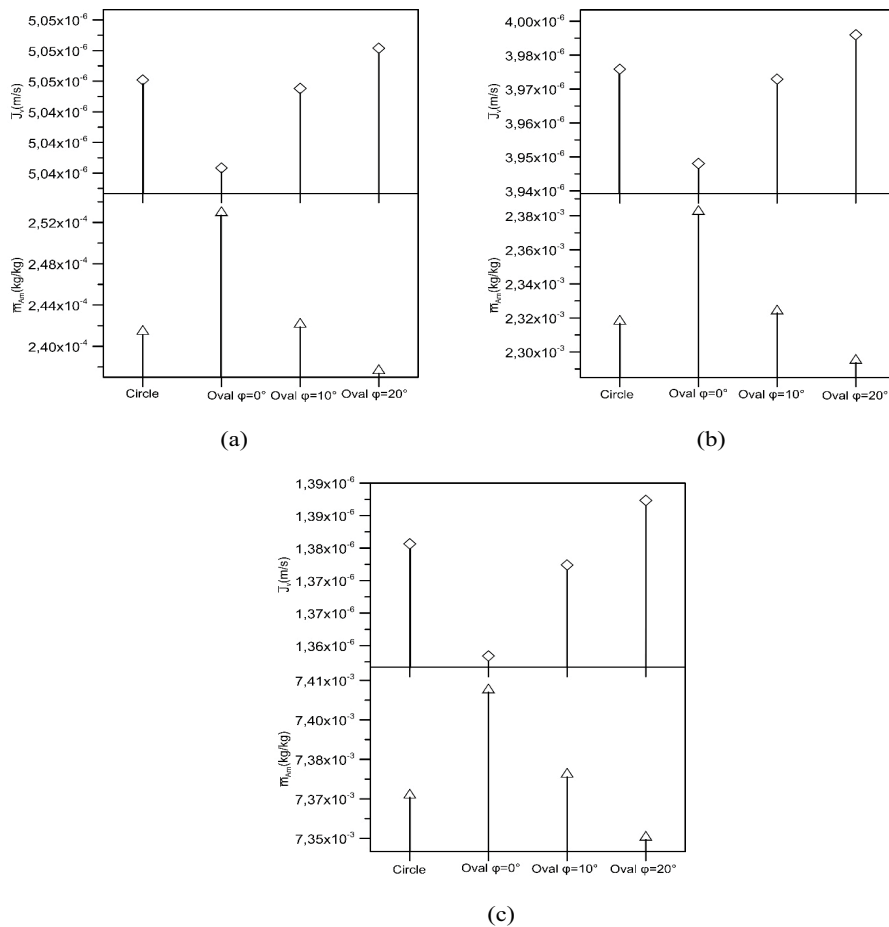 5,05x10⁻⁶
5,05x10⁻⁶
5,05x10⁻⁶
5,04x10⁻⁶
5,04x10⁻⁶
5,04x10⁻⁶
J̅ᵥ(m/s)
2,52x10⁻⁴
2,48x10⁻⁴
2,44x10⁻⁴
2,40x10⁻⁴
m̅_Am(kg/kg)
Circle
Oval φ=0°
Oval φ=10°
Oval φ=20°
(a)
4,00x10⁻⁶
3,98x10⁻⁶
3,97x10⁻⁶
3,96x10⁻⁶
3,95x10⁻⁶
3,94x10⁻⁶
J̅ᵥ(m/s)
2,38x10⁻³
2,36x10⁻³
2,34x10⁻³
2,32x10⁻³
2,30x10⁻³
m̅_Am(kg/kg)
Circle
Oval φ=0°
Oval φ=10°
Oval φ=20°
(b)
1,39x10⁻⁶
1,39x10⁻⁶
1,38x10⁻⁶
1,37x10⁻⁶
1,37x10⁻⁶
1,36x10⁻⁶
J̅ᵥ(m/s)
7,41x10⁻³
7,40x10⁻³
7,38x10⁻³
7,37x10⁻³
7,35x10⁻³
m̅_Am(kg/kg)
Circle
Oval φ=0°
Oval φ=10°
Oval φ=20°
(c)